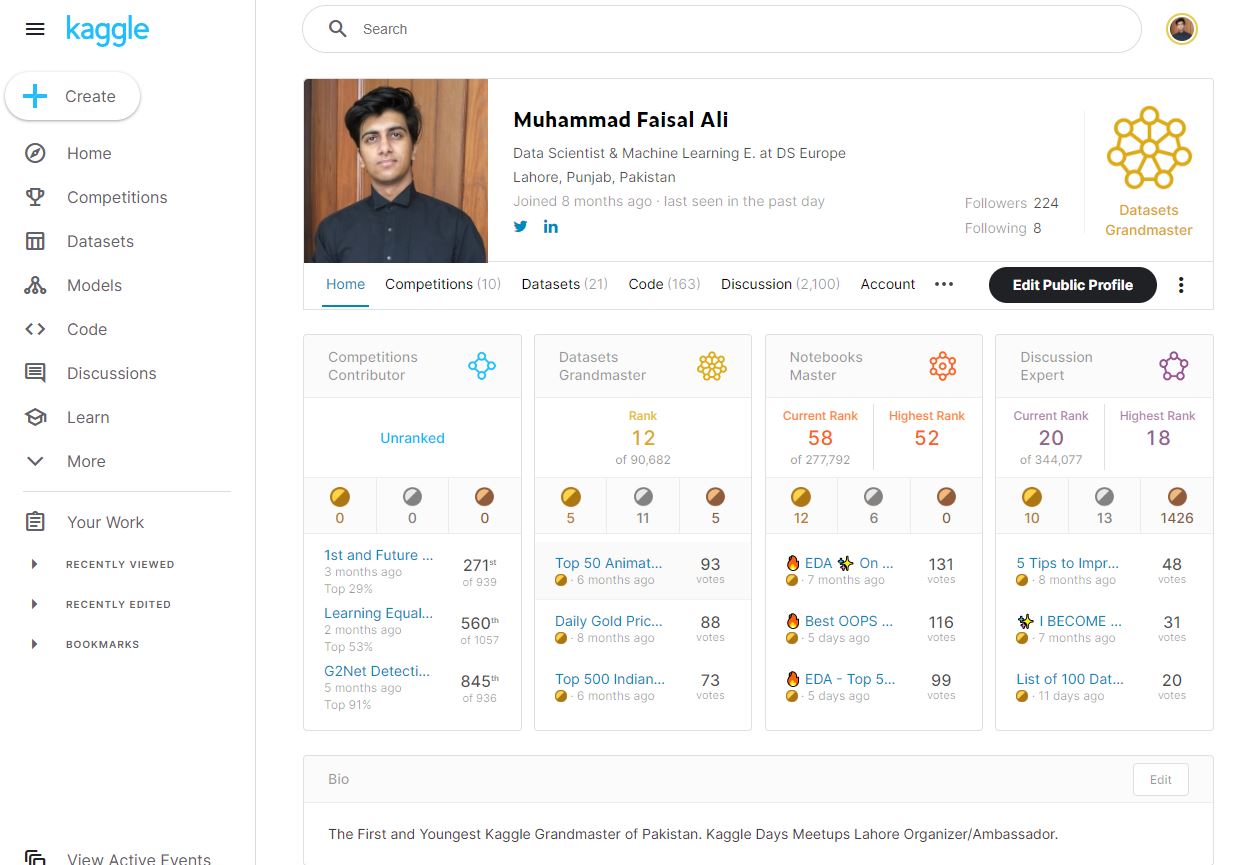 kaggle
Search
Create
Home
Competitions
Datasets
Models
Code
Discussions
Learn
More
Your Work
RECENTLY VIEWED
RECENTLY EDITED
BOOKMARKS
View Active Events
Muhammad Faisal Ali
Data Scientist & Machine Learning E. at DS Europe
Lahore, Punjab, Pakistan
Joined 8 months ago · last seen in the past day
in
Followers 224
Following 8
Datasets
Grandmaster
Home Competitions (10) Datasets (21) Code (163) Discussion (2,100) Account ••• Edit Public Profile
Competitions
Contributor
Unranked
0 0 0
1st and Future ...
3 months ago
Top 29%
271st
of 939
Learning Equal...
2 months ago
Top 53%
560th
of 1057
G2Net Detecti...
5 months ago
Top 91%
845th
of 936
Datasets
Grandmaster
Rank
12
of 90,682
5 11 5
Top 50 Animat...
· 6 months ago
93
votes
Daily Gold Pric...
· 8 months ago
88
votes
Top 500 Indian...
· 6 months ago
73
votes
Notebooks
Master
Current Rank
58
of 277,792
Highest Rank
52
12 6 0
🔥 EDA ✨ On ...
· 7 months ago
131
votes
🔥 Best OOPS ...
· 5 days ago
116
votes
🔥 EDA - Top 5...
· 5 days ago
99
votes
Discussion
Expert
Current Rank
20
of 344,077
Highest Rank
18
10 13 1426
5 Tips to Impr...
· 8 months ago
48
votes
✨ I BECOME ...
· 7 months ago
31
votes
List of 100 Dat...
· 11 days ago
20
votes
Bio
Edit
The First and Youngest Kaggle Grandmaster of Pakistan. Kaggle Days Meetups Lahore Organizer/Ambassador.